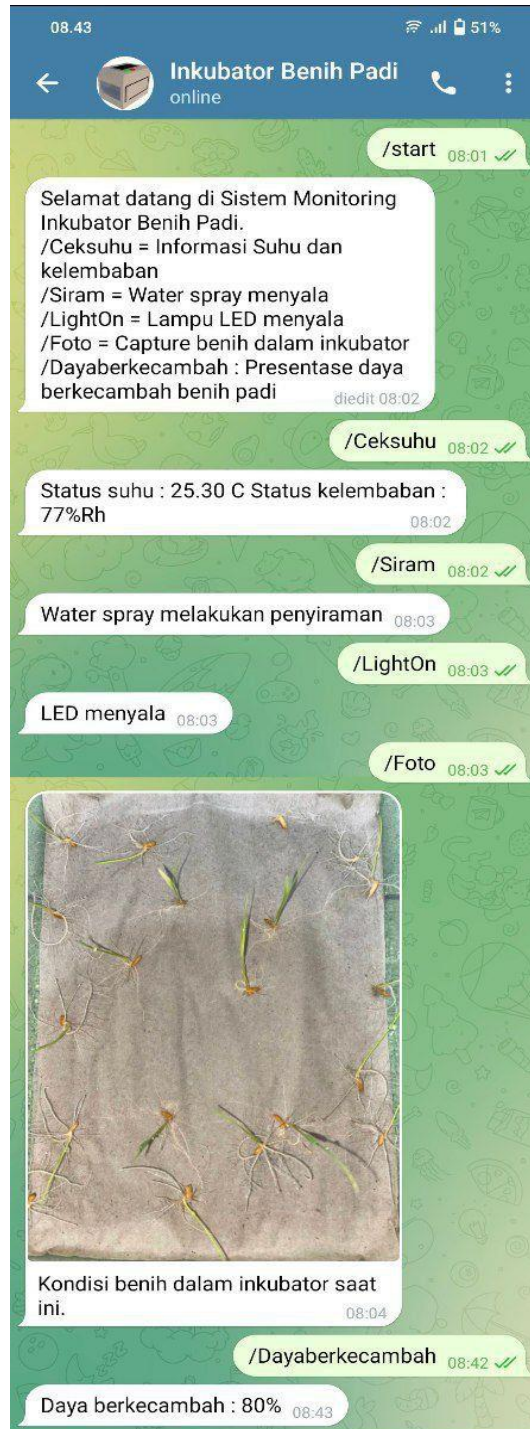 08.43 51%
Inkubator Benih Padi
online
/start 08:01
Selamat datang di Sistem Monitoring
Inkubator Benih Padi.
/Ceksuhu = Informasi Suhu dan
kelembaban
/Siram = Water spray menyala
/LightOn = Lampu LED menyala
/Foto = Capture benih dalam inkubator
/Dayaberkecambah : Presentase daya
berkecambah benih padi diedit 08:02
/Ceksuhu 08:02
Status suhu : 25.30 C Status kelembaban :
77%Rh 08:02
/Siram 08:02
Water spray melakukan penyiraman 08:03
/LightOn 08:03
LED menyala 08:03
/Foto 08:03
Kondisi benih dalam inkubator saat
ini. 08:04
/Dayaberkecambah 08:42
Daya berkecambah : 80% 08:43